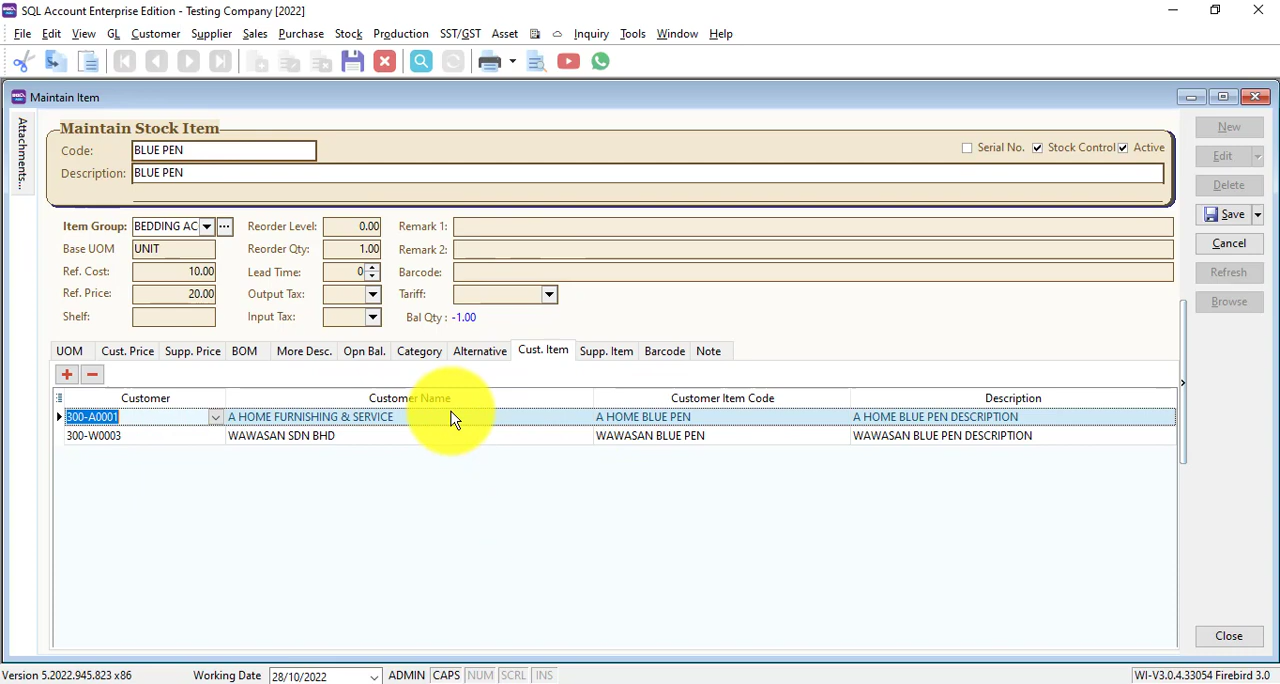 SQL Account Enterprise Edition - Testing Company [2022]
File Edit View GL Customer Supplier Sales Purchase Stock Production SST/GST Asset Inquiry Tools Window Help
Maintain Item
Attachments...
Maintain Stock Item
Code: BLUE PEN
Serial No. Stock Control Active
Description: BLUE PEN
New
Edit
Delete
Save
Cancel
Refresh
Browse
Item Group: BEDDING AC Reorder Level: 0.00 Remark 1:
Base UOM UNIT Reorder Qty: 1.00 Remark 2:
Ref. Cost: 10.00 Lead Time: 0 Barcode:
Ref. Price: 20.00 Output Tax: Tariff:
Shelf: Input Tax: Bal Qty : -1.00
UOM Cust. Price Supp. Price BOM More Desc. Opn Bal. Category Alternative Cust. Item Supp. Item Barcode Note
Customer Customer Name Customer Item Code Description
300-A0001 A HOME FURNISHING & SERVICE A HOME BLUE PEN A HOME BLUE PEN DESCRIPTION
300-W0003 WAWASAN SDN BHD WAWASAN BLUE PEN WAWASAN BLUE PEN DESCRIPTION
Close
Version 5.2022.945.823 x86 Working Date 28/10/2022 ADMIN CAPS NUM SCRL INS WI-V3.0.4.33054 Firebird 3.0